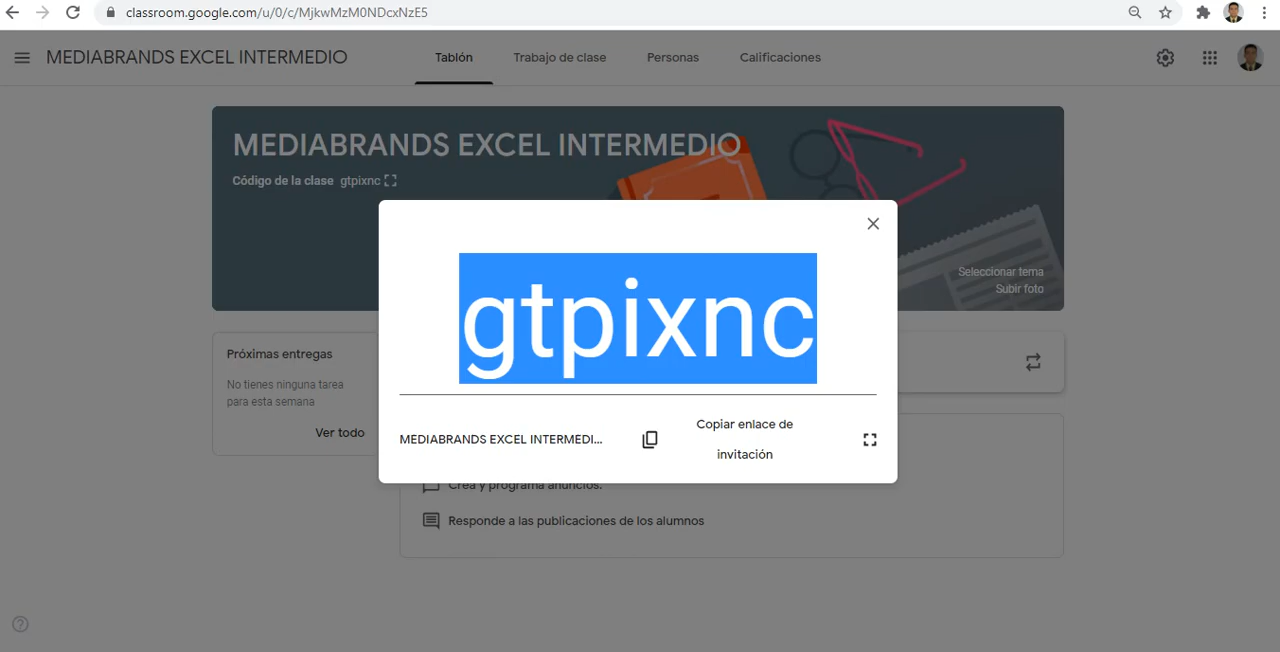 classroom.google.com/u/0/c/MjkwMzM0NDcxNzE5
MEDIABRANDS EXCEL INTERMEDIO
Tablón
Trabajo de clase
Personas
Calificaciones
MEDIABRANDS EXCEL INTERMEDIO
Código de la clase gtpixnc
Seleccionar tema
Subir foto
gtpixnc
MEDIABRANDS EXCEL INTERMEDI...
Copiar enlace de
invitación
Próximas entregas
No tienes ninguna tarea
para esta semana
Ver todo
Crea y programa anuncios.
Responde a las publicaciones de los alumnos